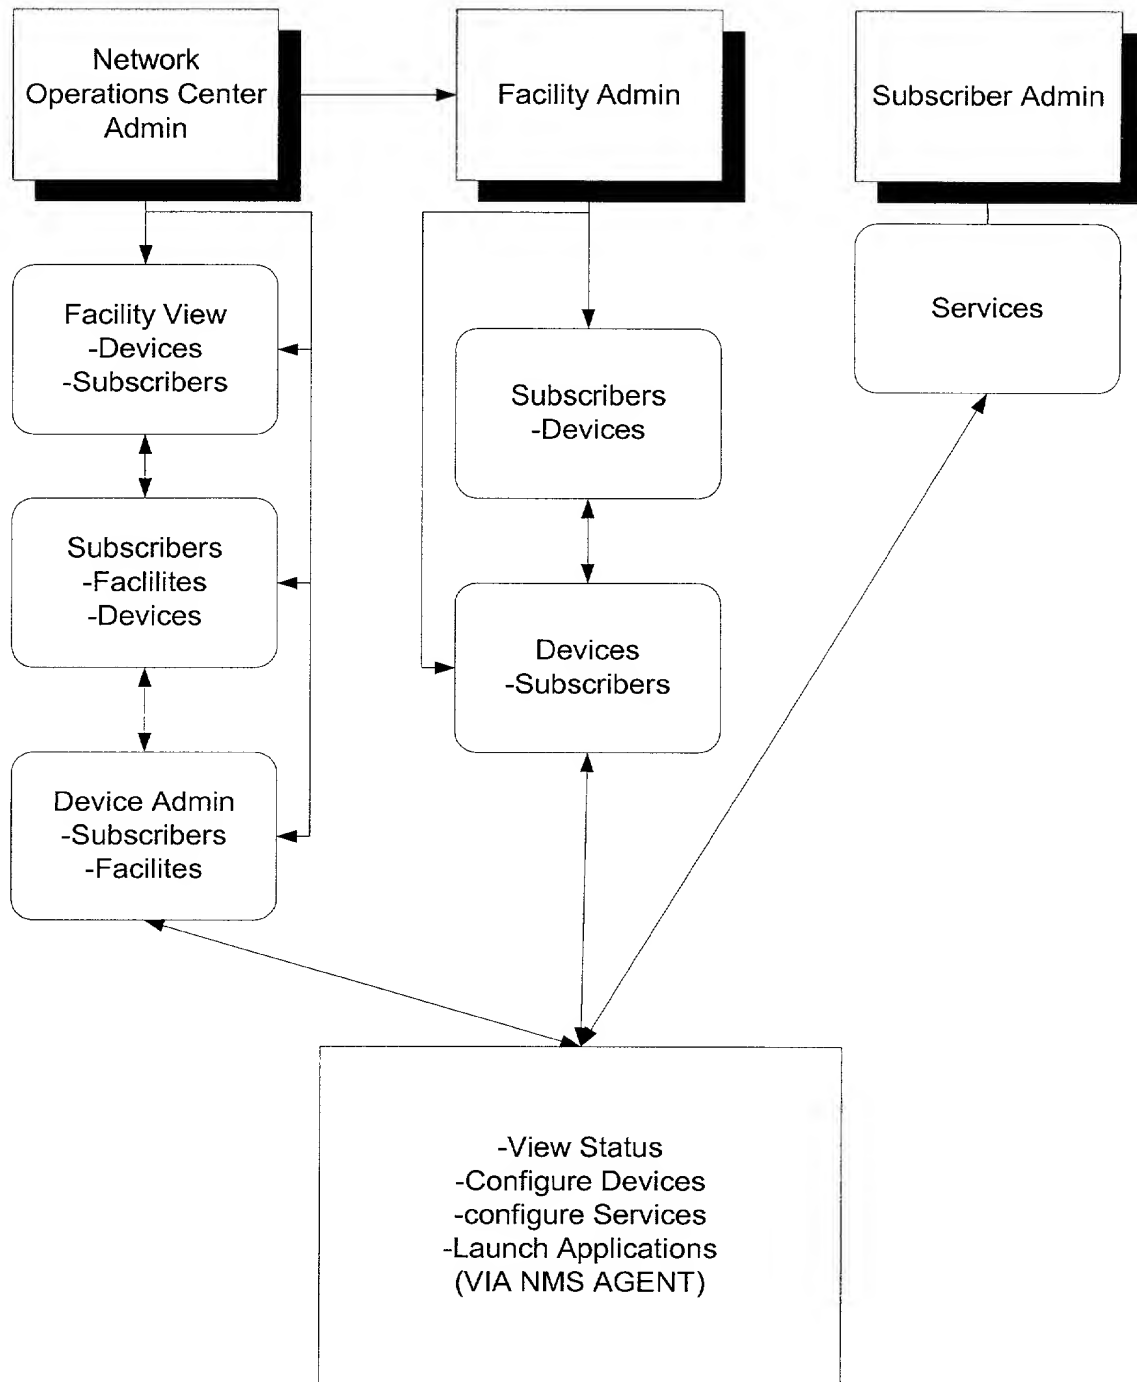 Network
Operations Center
Admin
Facility Admin
Subscriber Admin
Facility View
-Devices
-Subscribers
Services
Subscribers
-Devices
Subscribers
-Faclilites
-Devices
Devices
-Subscribers
Device Admin
-Subscribers
-Facilites
-View Status
-Configure Devices
-configure Services
-Launch Applications
(VIA NMS AGENT)